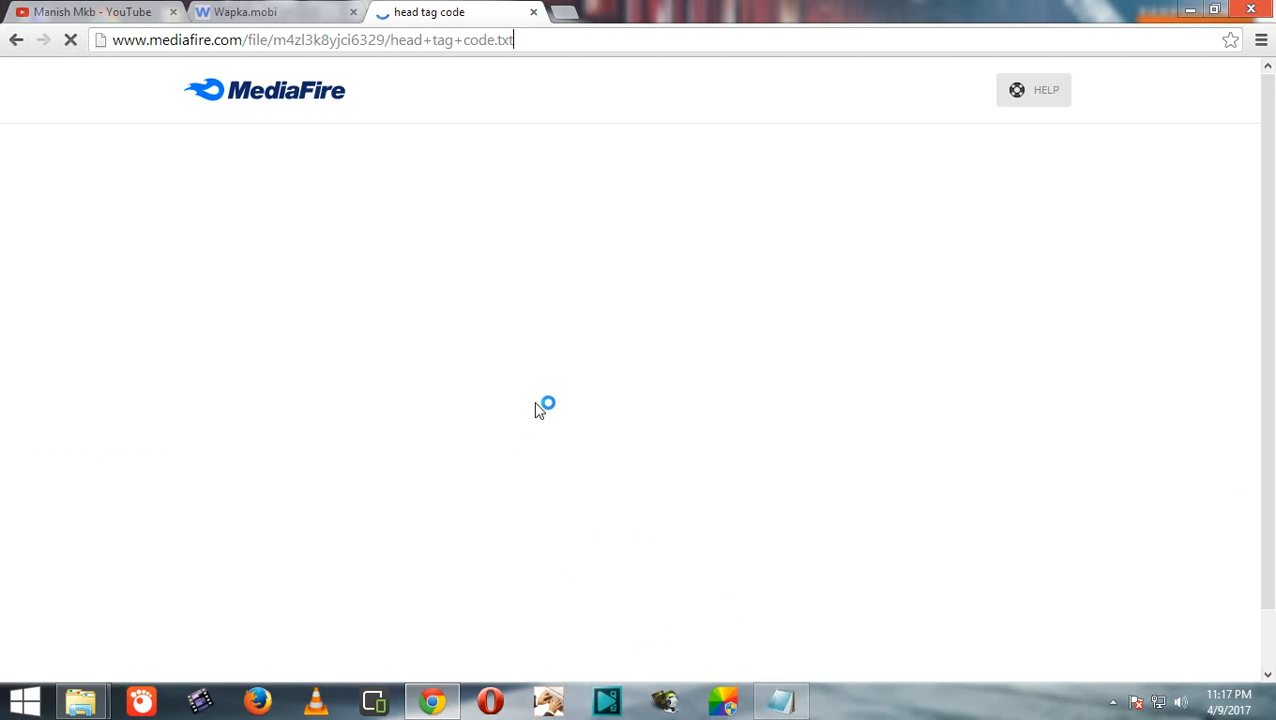 Manish Mkb - YouTube
Wapka.mobi
head tag code
www.mediafire.com/file/m4zl3k8yjci6329/head+tag+code.txt
MediaFire
HELP
11:17 PM
4/9/2017